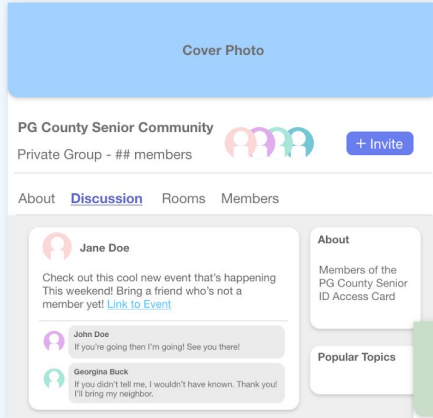 Cover Photo
PG County Senior Community
Private Group - ## members
+ Invite
About Discussion Rooms Members
Jane Doe
Check out this cool new event that's happening
This weekend! Bring a friend who's not a
member yet! Link to Event
John Doe
If you're going then I'm going! See you there!
Georgina Buck
If you didn't tell me, I wouldn't have known. Thank you!
I'll bring my neighbor.
About
Members of the
PG County Senior
ID Access Card
Popular Topics